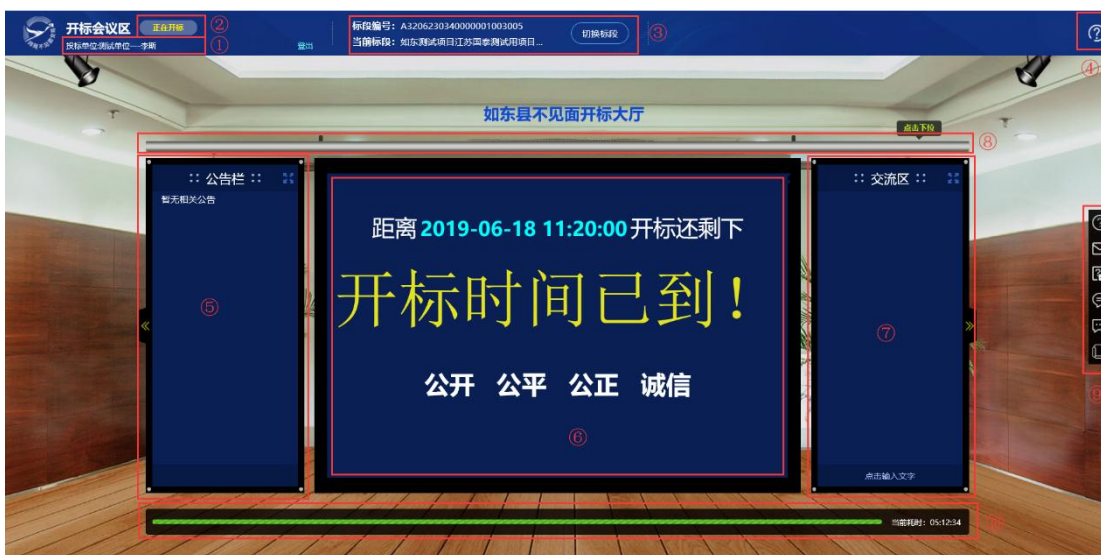 开标会议区 正在开标 ②
投标单位:测试单位---李斯 ① 登出
标段编号: A3206230340000001003005
当前标段: 如东测试项目江苏国泰测试用项目...
切换标段 ③
④
如东县不见面开标大厅
点击下拉
⑧
:: 公告栏 ::
暂无相关公告
⑤
距离 2019-06-18 11:20:00 开标还剩下
开标时间已到！
公开 公平 公正 诚信
⑥
:: 交流区 ::
⑦
点击输入文字
⑨
当前耗时: 05:12:34